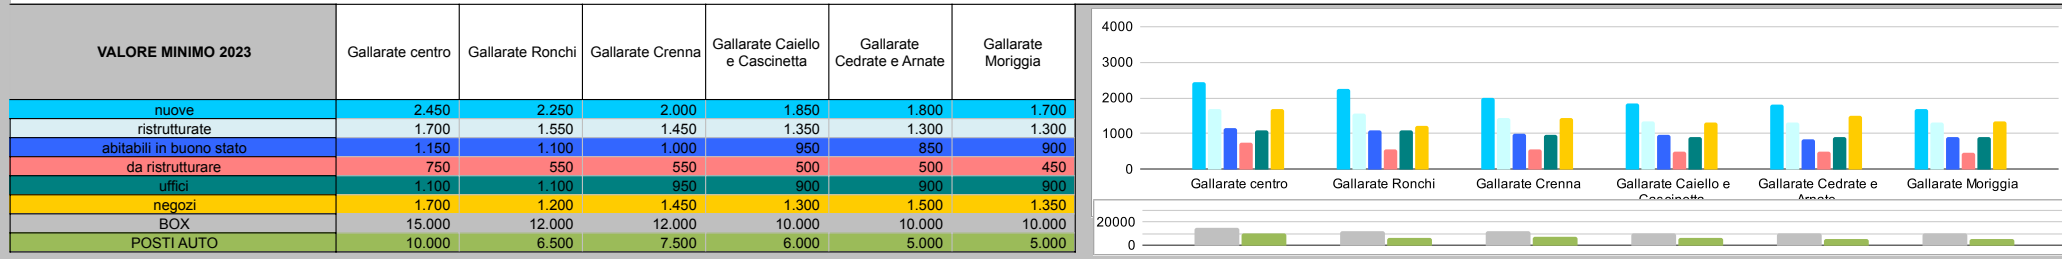 VALORE MINIMO 2023 Gallarate centro Gallarate Ronchi Gallarate Crenna Gallarate Caiello e Cascinetta Gallarate Cedrate e Arnate Gallarate Moriggia
nuove 2.450 2.250 2.000 1.850 1.800 1.700
ristrutturate 1.700 1.550 1.450 1.350 1.300 1.300
abitabili in buono stato 1.150 1.100 1.000 950 850 900
da ristrutturare 750 550 550 500 500 450
uffici 1.100 1.100 950 900 900 900
negozi 1.700 1.200 1.450 1.300 1.500 1.350
BOX 15.000 12.000 12.000 10.000 10.000 10.000
POSTI AUTO 10.000 6.500 7.500 6.000 5.000 5.000
4000
3000
2000
1000
0
Gallarate centro Gallarate Ronchi Gallarate Crenna Gallarate Caiello e Cascinetta Gallarate Cedrate e Arnate Gallarate Moriggia
20000
0